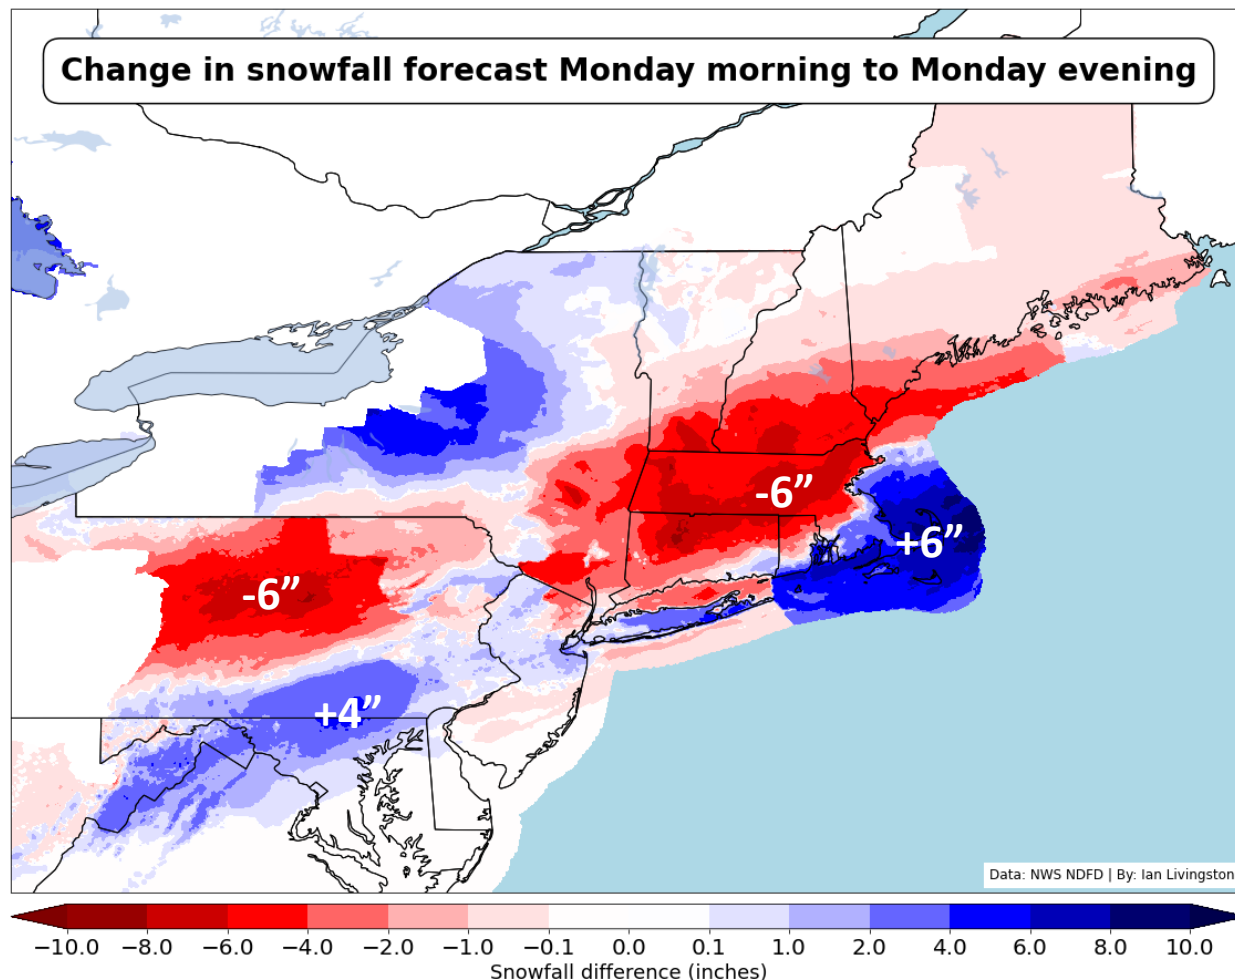 Change in snowfall forecast Monday morning to Monday evening
-6”
+6”
-6”
+4”
Data: NWS NDFD | By: Ian Livingston
−10.0 −8.0 −6.0 −4.0 −2.0 −1.0 −0.1 0.0 0.1 1.0 2.0 4.0 6.0 8.0 10.0
Snowfall difference (inches)